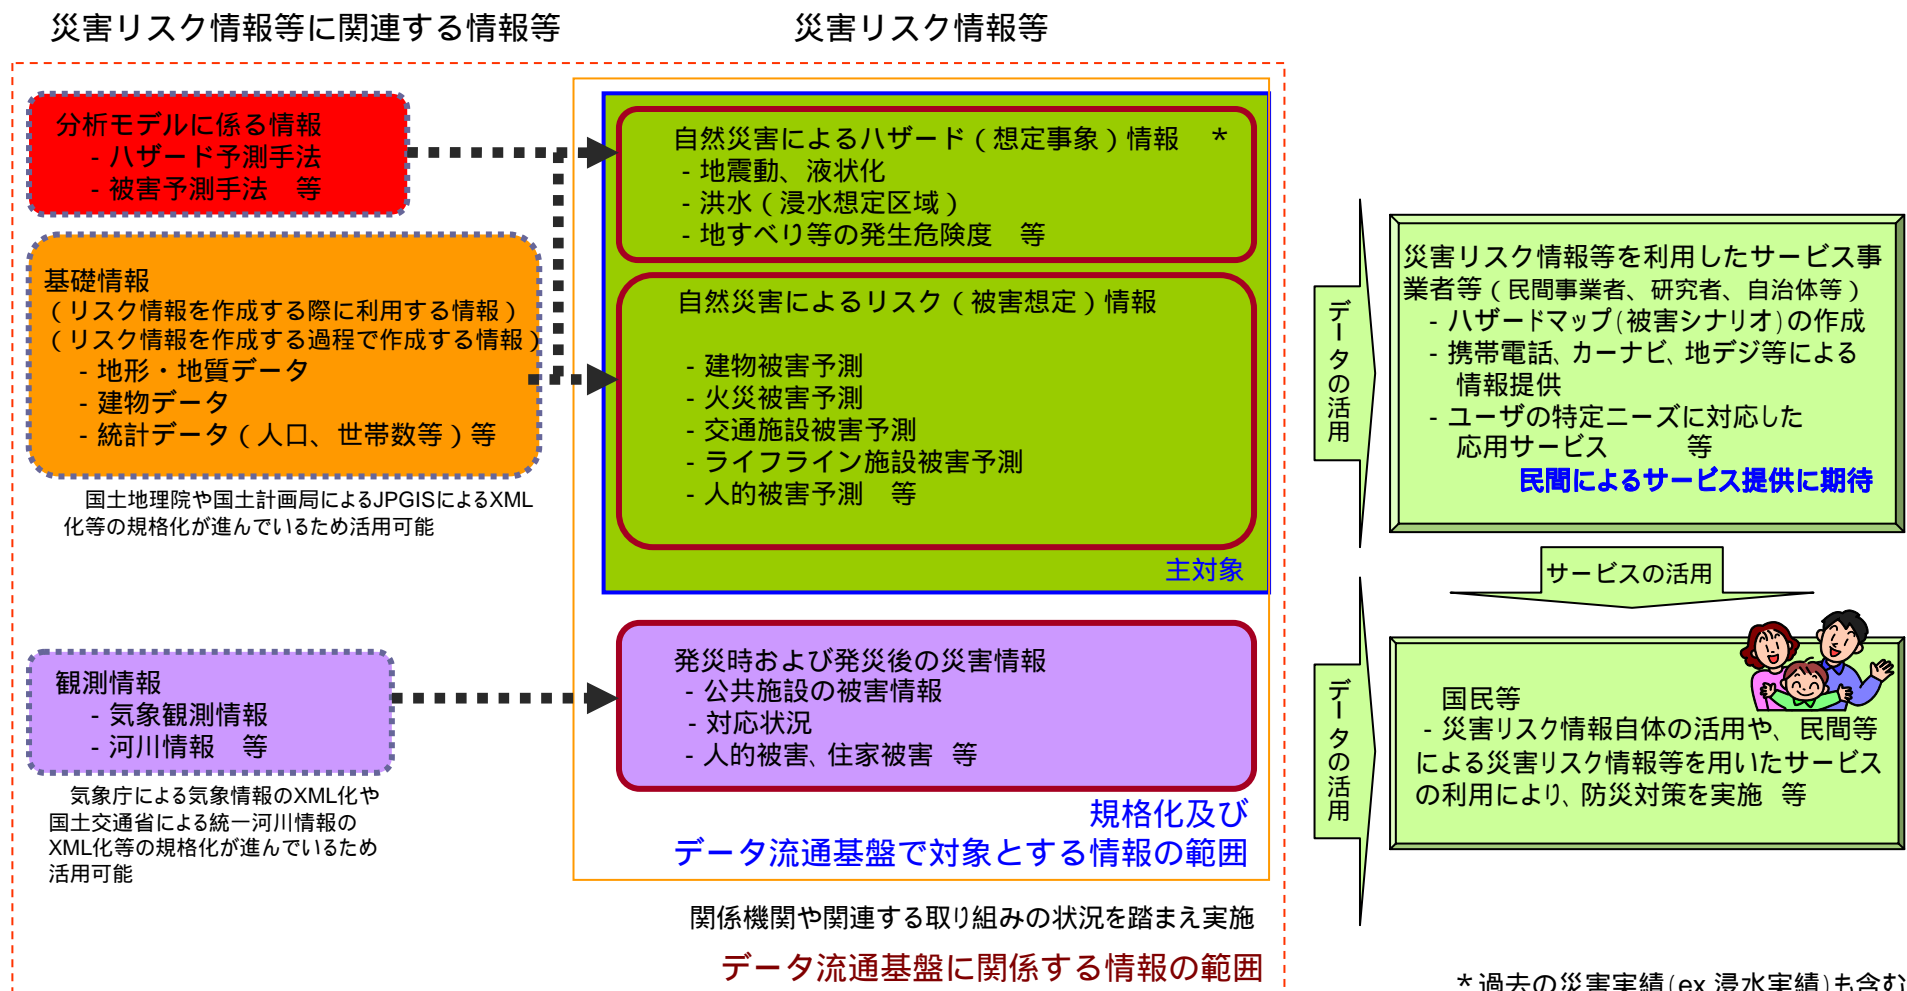 災害リスク情報等に関連する情報等
災害リスク情報等
分析モデルに係る情報
- ハザード予測手法
- 被害予測手法　等
基礎情報
（リスク情報を作成する際に利用する情報）
（リスク情報を作成する過程で作成する情報）
- 地形・地質データ
- 建物データ
- 統計データ（人口、世帯数等）等
国土地理院や国土計画局によるJPGISによるXML
化等の規格化が進んでいるため活用可能
観測情報
- 気象観測情報
- 河川情報　等
気象庁による気象情報のXML化や
国土交通省による統一河川情報の
XML化等の規格化が進んでいるため
活用可能
自然災害によるハザード（想定事象）情報　*
- 地震動、液状化
- 洪水（浸水想定区域）
- 地すべり等の発生危険度　等
自然災害によるリスク（被害想定）情報
- 建物被害予測
- 火災被害予測
- 交通施設被害予測
- ライフライン施設被害予測
- 人的被害予測　等
主対象
発災時および発災後の災害情報
- 公共施設の被害情報
- 対応状況
- 人的被害、住家被害　等
規格化及び
データ流通基盤で対象とする情報の範囲
関係機関や関連する取り組みの状況を踏まえ実施
データ流通基盤に関係する情報の範囲
データの活用
災害リスク情報等を利用したサービス事
業者等（民間事業者、研究者、自治体等）
- ハザードマップ(被害シナリオ)の作成
- 携帯電話、カーナビ、地デジ等による
情報提供
- ユーザの特定ニーズに対応した
応用サービス　　　等
民間によるサービス提供に期待
サービスの活用
データの活用
国民等
- 災害リスク情報自体の活用や、民間等
による災害リスク情報等を用いたサービス
の利用により、防災対策を実施　等
*過去の災害実績(ex.浸水実績)も含む